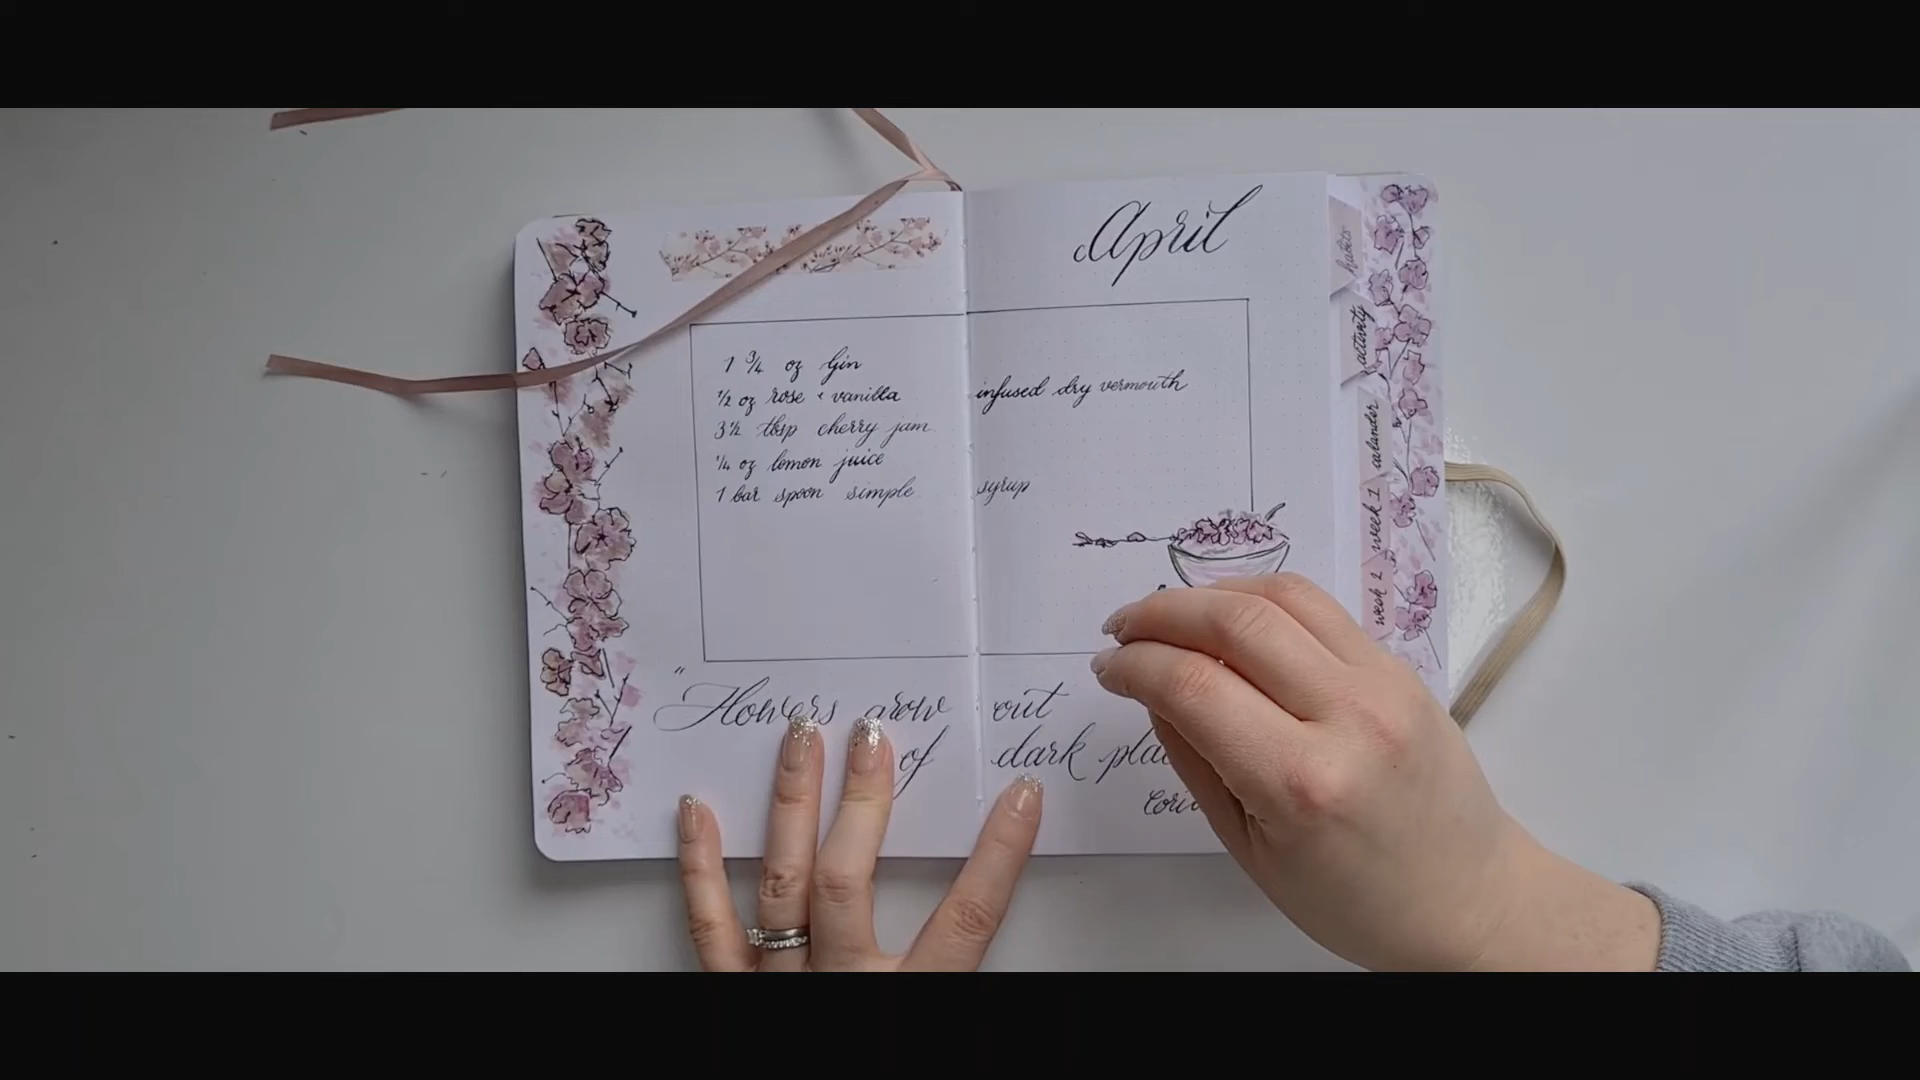 April
1 3/4 oz Gin
1/2 oz rose + vanilla infused dry vermouth
3 1/2 tbsp cherry jam
1/4 oz lemon juice
1 bar spoon simple syrup
"Flowers grow out
of dark
habits
activity
calander
week 1
week 2